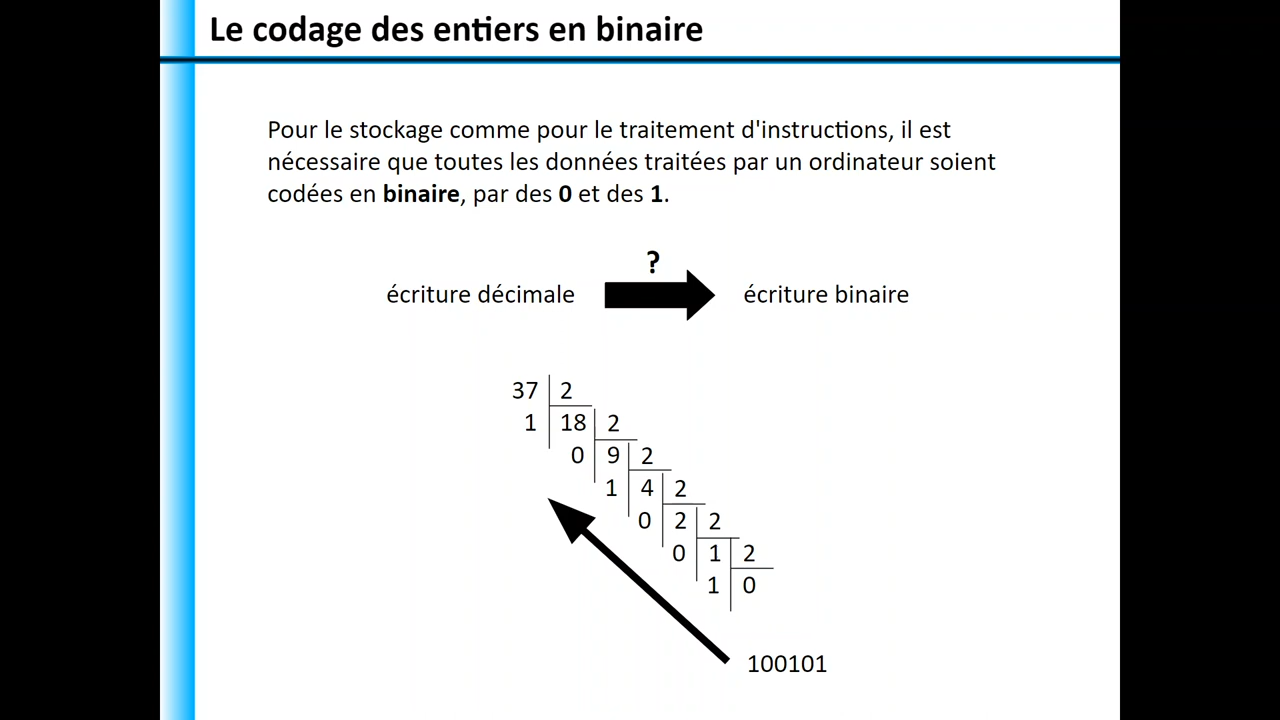 Le codage des entiers en binaire
Pour le stockage comme pour le traitement d'instructions, il est
nécessaire que toutes les données traitées par un ordinateur soient
codées en binaire, par des 0 et des 1.
?
écriture décimale écriture binaire
37 2
1 18 2
0 9 2
1 4 2
0 2 2
0 1 2
1 0
100101